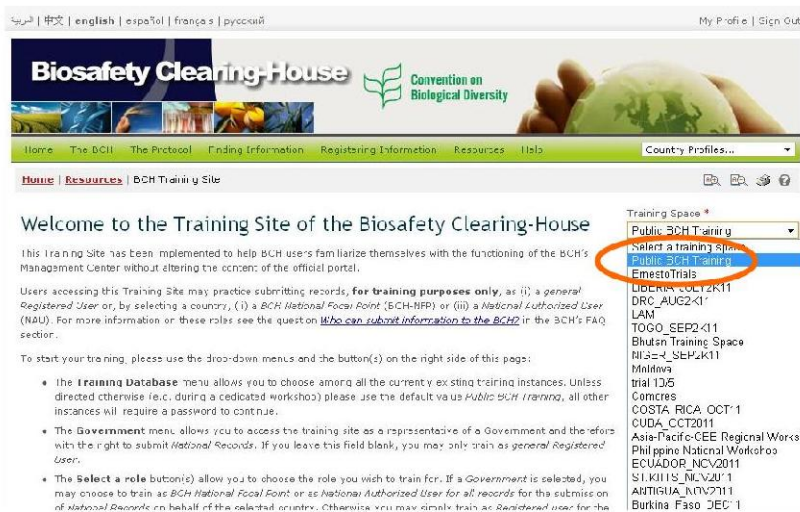 العربية | 中文 | english | español | français | русский
My Profile | Sign Out
Biosafety Clearing-House
Convention on
Biological Diversity
Home The BCH The Protocol Finding Information Registering Information Resources Help
Country Profiles...
Home | Resources | BCH Training Site
Training Space *
Public BCH Training
Welcome to the Training Site of the Biosafety Clearing-House
This Training Site has been implemented to help BCH users familiarize themselves with the functioning of the BCH's
Management Center without altering the content of the official portal.
Users accessing this Training Site may practice submitting records, for training purposes only, as (i) a general
Registered User or, by selecting a country, (ii) a BCH National Focal Point (BCH-NFP) or (iii) a National Authorized User
(NAU). For more information on these roles see the question Who can submit information to the BCH? in the BCH's FAQ
section.
To start your training, please use the drop-down menus and the button(s) on the right side of this page:
• The Training Database menu allows you to choose among all the currently existing training instances. Unless
directed otherwise (e.g. during a dedicated workshop) please use the default value Public BCH Training, all other
instances will require a password to continue.
• The Government menu allows you to access the training site as a representative of a Government and therefore
with the right to submit National Records. If you leave this field blank, you may only train as general Registered
User.
• The Select a role button(s) allow you to choose the role you wish to train for. If a Government is selected, you
may choose to train as BCH National Focal Point or as National Authorized User for all records for the submission
of National Records on behalf of the selected country. Otherwise you may simply train as Registered user for the
Select a training space
Public BCH Training
ErnestoTrials
LIBERIA_JULY2K11
DRC_AUG2K11
LAM
TOGO_SEP2K11
Bhutan Training Space
NIGER_SEP2K11
Moldova
trial 13/5
Comores
COSTA_RICA_OCT11
CUBA_OCT2011
Asia-Pacific-CEE Regional Works
Philippine National Workshop
ECUADOR_NOV2011
ST.KITTS_NOV2011
ANTIGUA_NOV2011
Burkina_Faso_DEC11